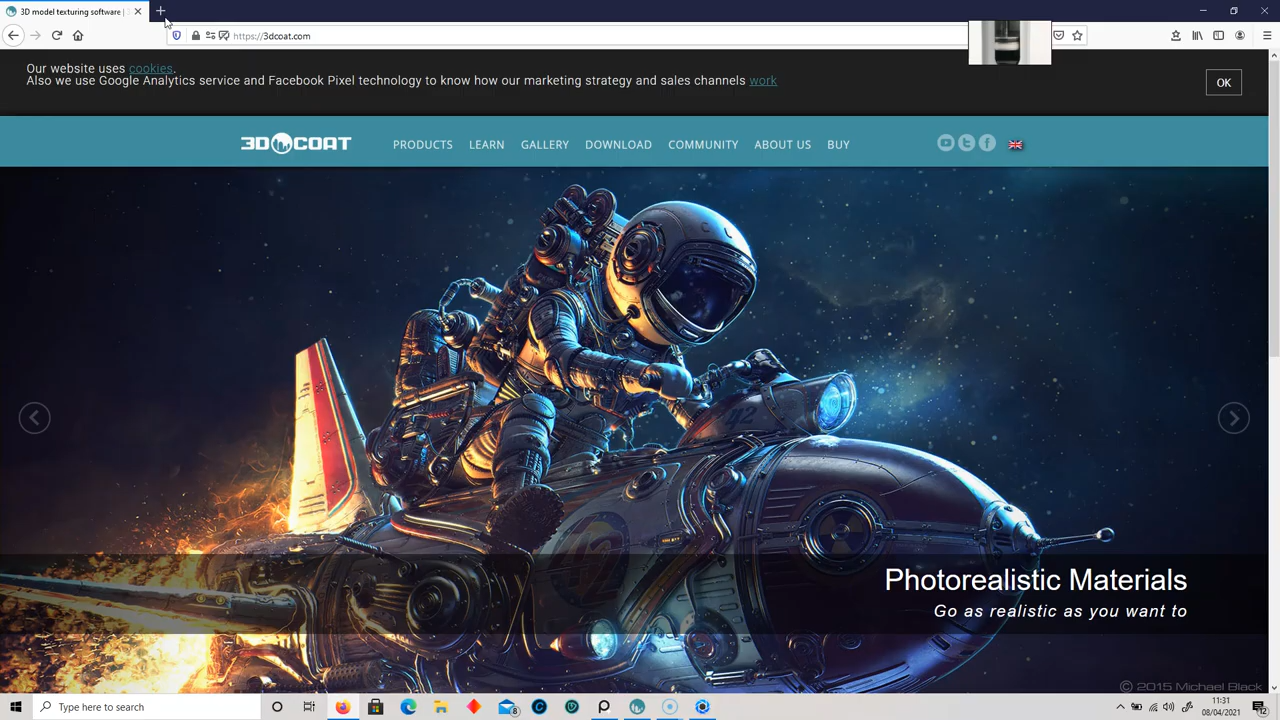 3D model texturing software |
https://3dcoat.com
Our website uses cookies.
Also we use Google Analytics service and Facebook Pixel technology to know how our marketing strategy and sales channels work
OK
3DCOAT
PRODUCTS LEARN GALLERY DOWNLOAD COMMUNITY ABOUT US BUY
Photorealistic Materials
Go as realistic as you want to
© 2015 Michael Black
Type here to search
8
11:31
08/04/2021
12